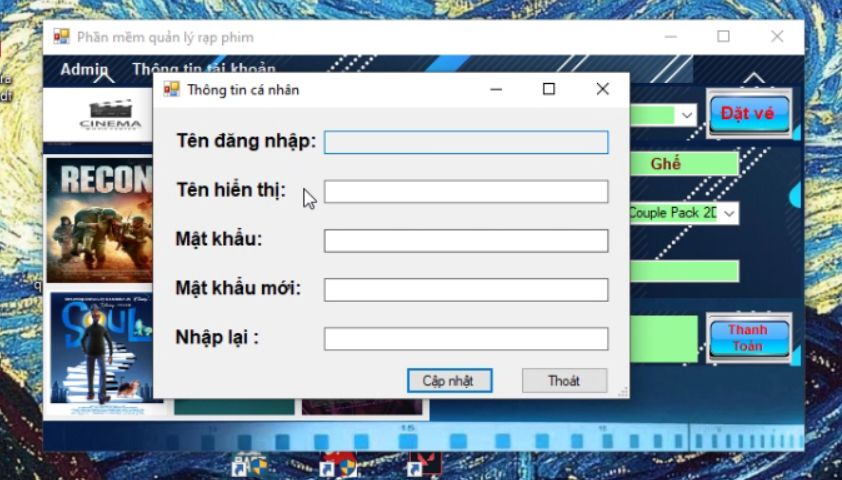 Phần mềm quản lý rạp phim
Admin Thông tin tài khoản
Thông tin cá nhân
CINEMA
Đặt vé
Tên đăng nhập:
Ghế
RECON
Tên hiển thị:
Couple Pack 2D
Mật khẩu:
Mật khẩu mới:
SOUL
Nhập lại :
Thanh
Toán
Cập nhật
Thoát